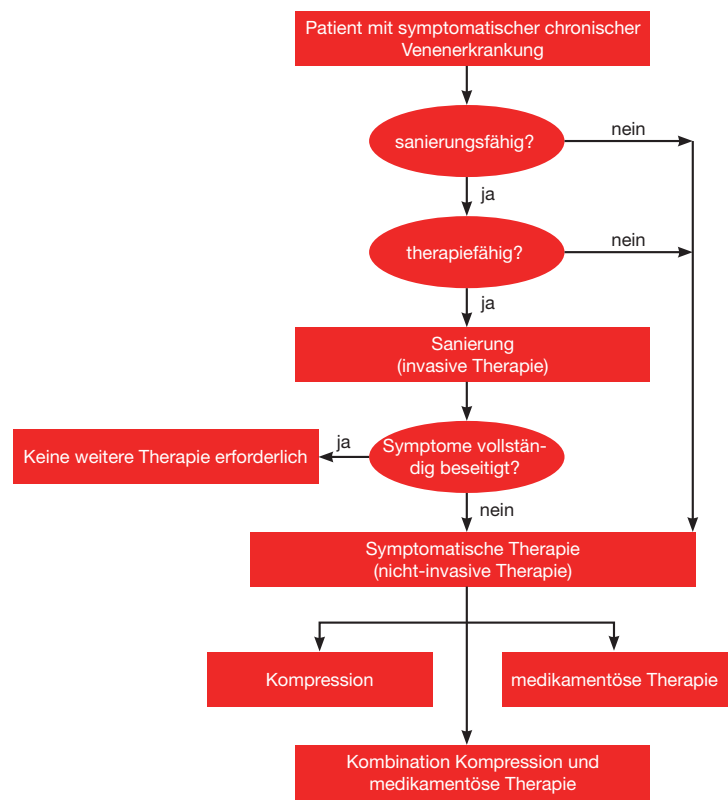 Patient mit symptomatischer chronischer
Venenerkrankung
sanierungsfähig?
nein
ja
therapiefähig?
nein
ja
Sanierung
(invasive Therapie)
Symptome vollstän-
dig beseitigt?
ja
Keine weitere Therapie erforderlich
nein
Symptomatische Therapie
(nicht-invasive Therapie)
Kompression
medikamentöse Therapie
Kombination Kompression und
medikamentöse Therapie